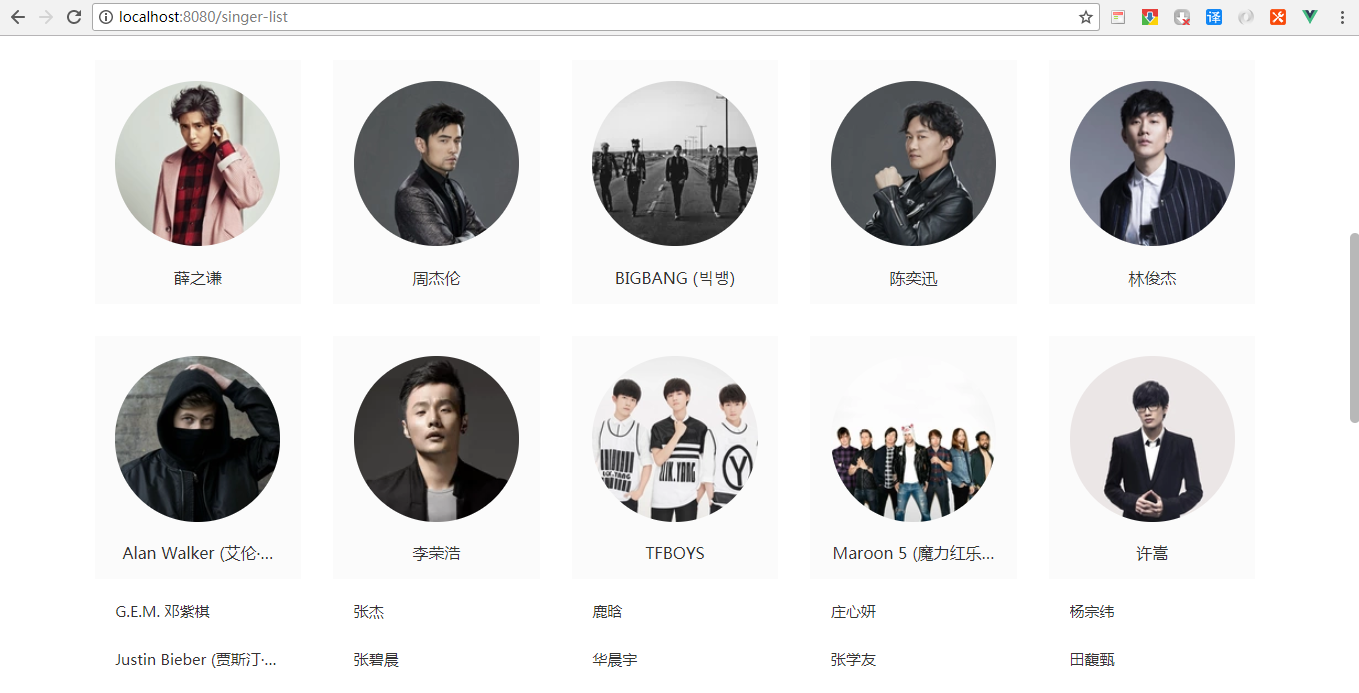 localhost:8080/singer-list
译
薛之谦
周杰伦
BIGBANG (빅뱅)
陈奕迅
林俊杰
LIK.YANG
Y
Alan Walker (艾伦·...
李荣浩
TFBOYS
Maroon 5 (魔力红乐...
许嵩
G.E.M. 邓紫棋
张杰
鹿晗
庄心妍
杨宗纬
Justin Bieber (贾斯汀·...
张碧晨
华晨宇
张学友
田馥甄